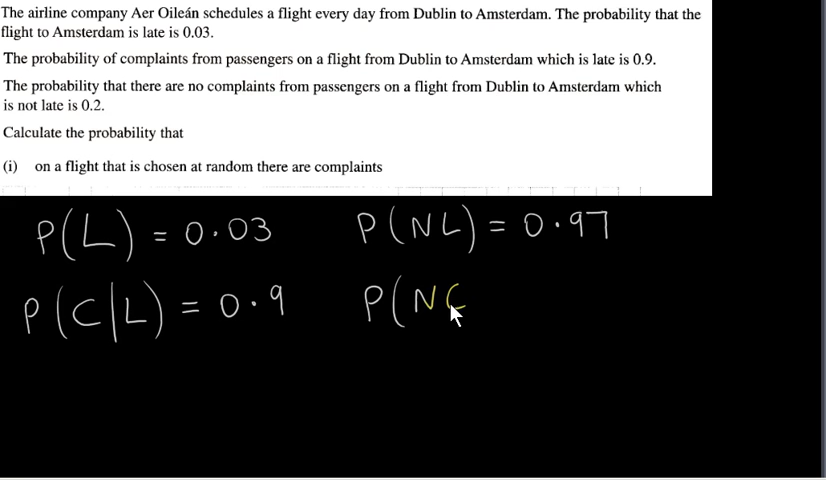 The airline company Aer Oileán schedules a flight every day from Dublin to Amsterdam. The probability that the
flight to Amsterdam is late is 0.03.
The probability of complaints from passengers on a flight from Dublin to Amsterdam which is late is 0.9.
The probability that there are no complaints from passengers on a flight from Dublin to Amsterdam which
is not late is 0.2.
Calculate the probability that
(i) on a flight that is chosen at random there are complaints
P(L) = 0.03 P(NL) = 0.97
P(C|L) = 0.9 P(NC